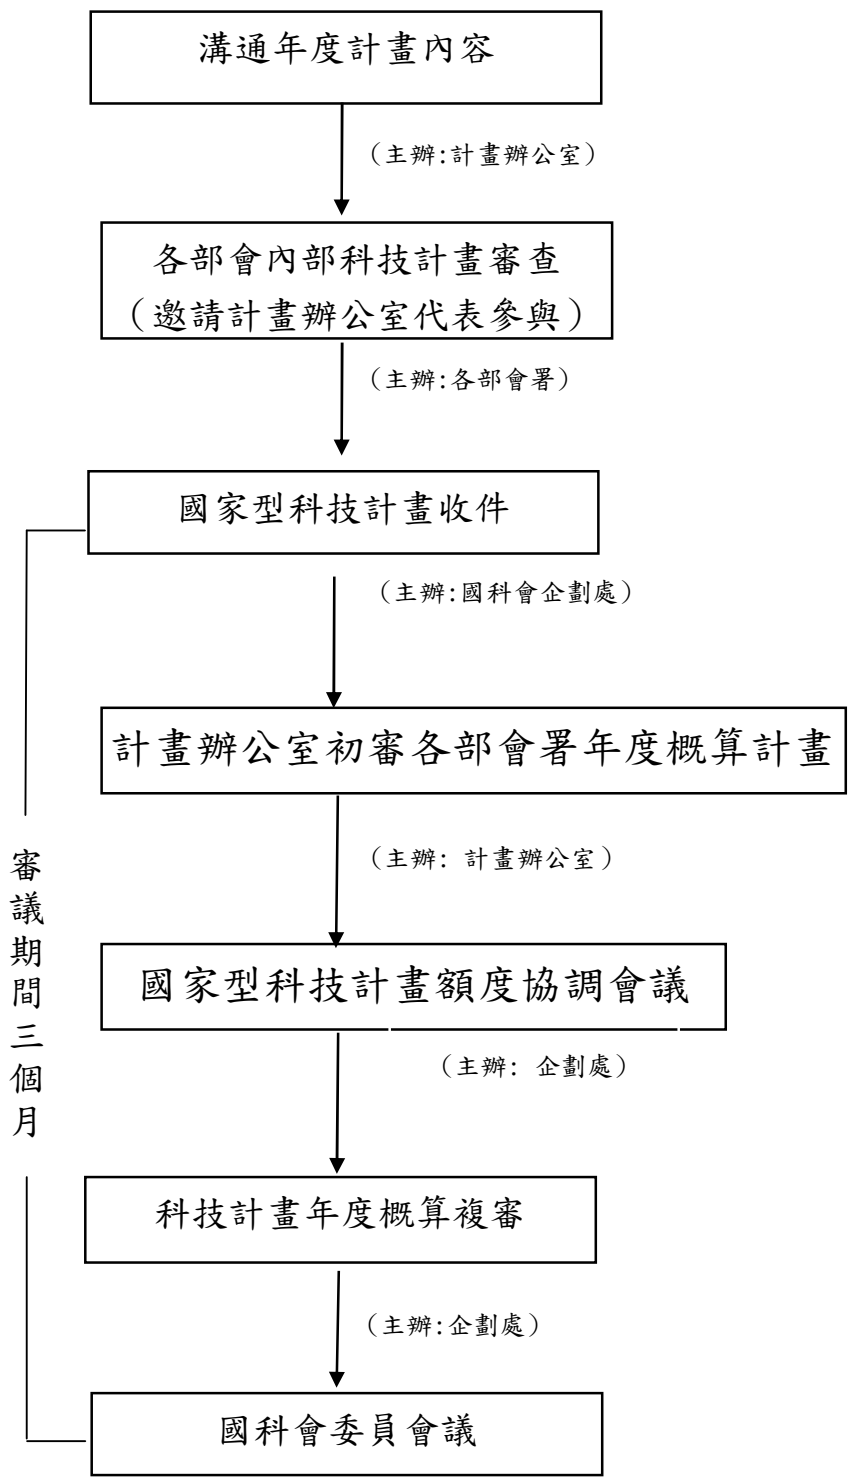 溝通年度計畫內容
（主辦:計畫辦公室）
各部會內部科技計畫審查
（邀請計畫辦公室代表參與）
（主辦:各部會署）
國家型科技計畫收件
（主辦:國科會企劃處）
計畫辦公室初審各部會署年度概算計畫
（主辦: 計畫辦公室）
國家型科技計畫額度協調會議
（主辦: 企劃處）
科技計畫年度概算複審
（主辦:企劃處）
國科會委員會議
審議期間三個月